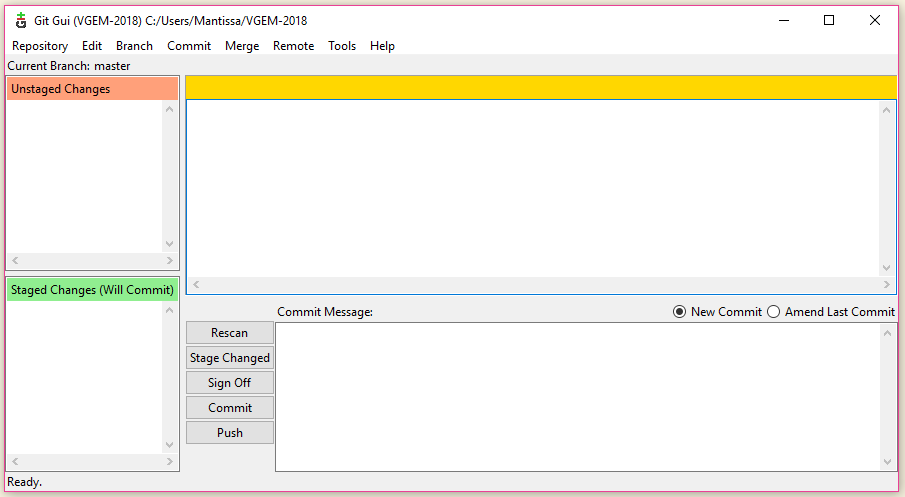 Git Gui (VGEM-2018) C:/Users/Mantissa/VGEM-2018
Repository Edit Branch Commit Merge Remote Tools Help
Current Branch: master
Unstaged Changes
Staged Changes (Will Commit)
Commit Message:
New Commit
Amend Last Commit
Rescan
Stage Changed
Sign Off
Commit
Push
Ready.